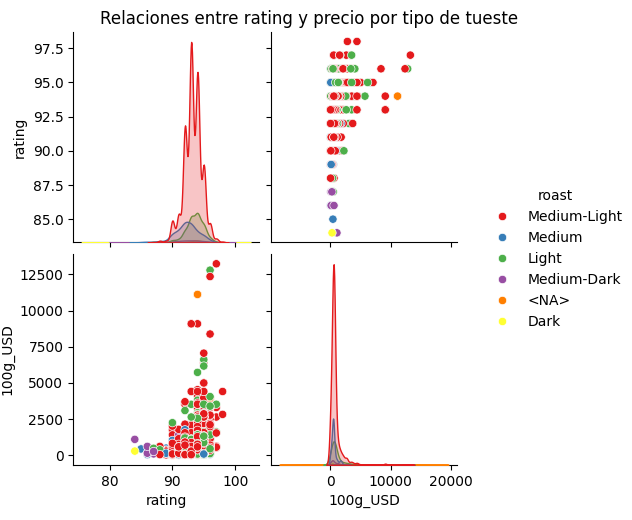 Relaciones entre rating y precio por tipo de tueste
97.5
95.0
92.5
90.0
87.5
85.0
rating
12500
10000
7500
5000
2500
0
100g_USD
80 90 100
rating
0 10000 20000
100g_USD
roast
Medium-Light
Medium
Light
Medium-Dark
<NA>
Dark